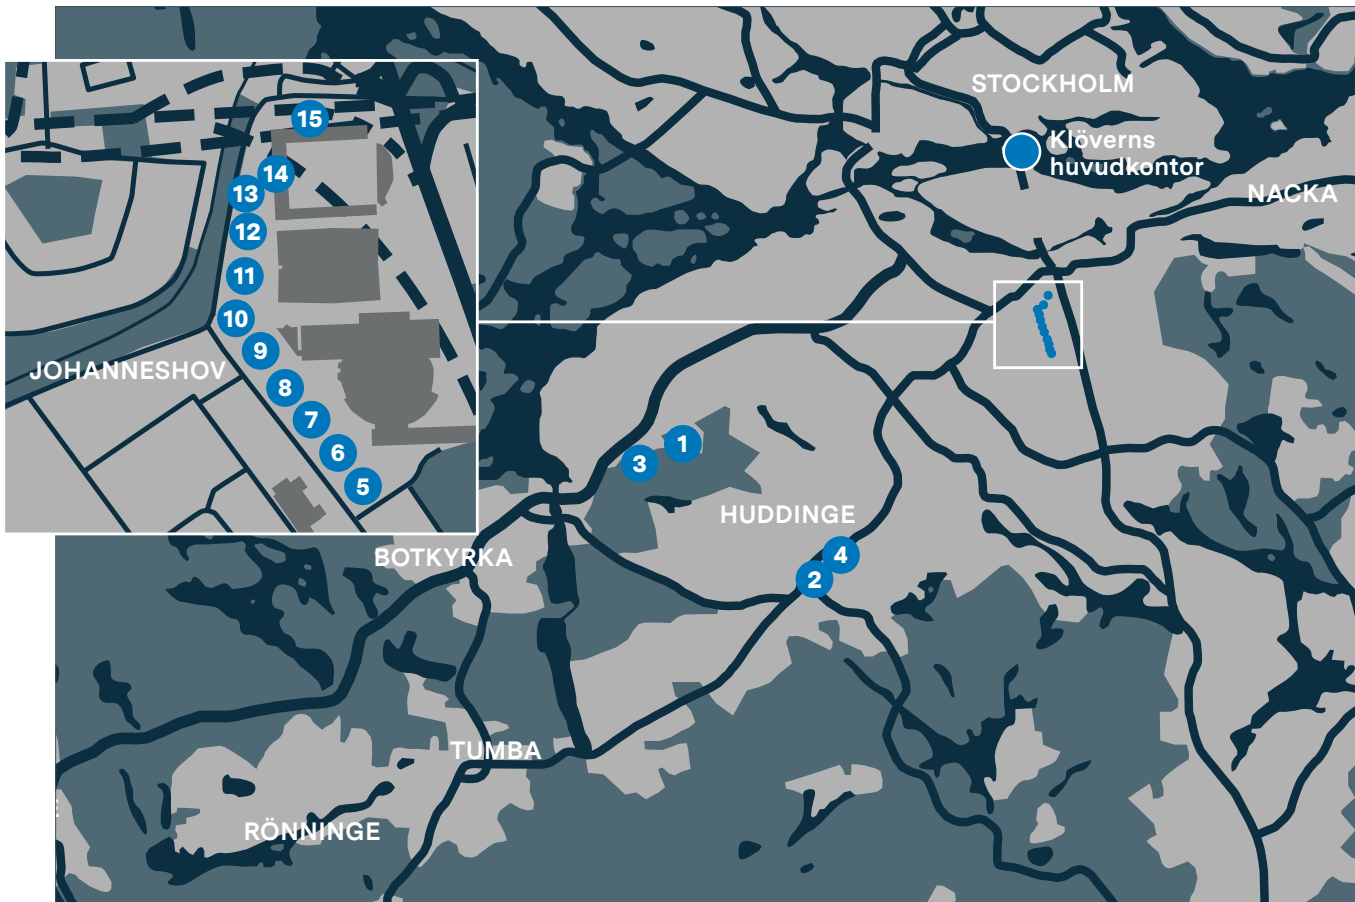 STOCKHOLM
Klöverns
huvudkontor
NACKA
15
14
13
12
11
10
9
JOHANNESHOV
8
7
6
5
1
3
HUDDINGE
BOTKYRKA
4
2
TUMBA
RÖNNINGE